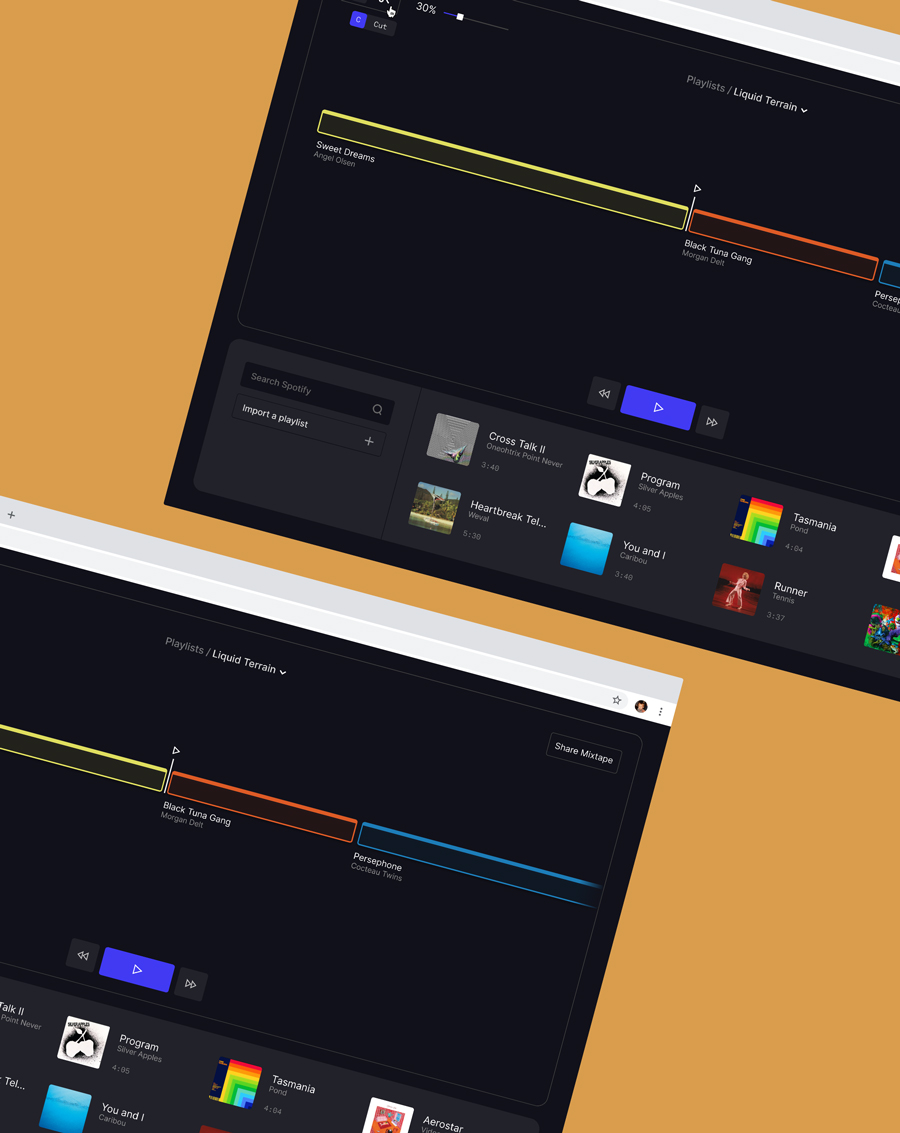 30%
C Cut
Playlists / Liquid Terrain
Sweet Dreams
Angel Olsen
Black Tuna Gang
Morgan Delt
Search Spotify
Import a playlist
Cross Talk II
Oneohtrix Point Never
3:40
Program
Silver Apples
4:05
Tasmania
Pond
4:04
Heartbreak Tel...
Weval
5:30
You and I
Caribou
3:40
Runner
Tennis
3:37
Playlists / Liquid Terrain
Share Mixtape
Black Tuna Gang
Morgan Delt
Persephone
Cocteau Twins
Talk II
Point Never
Program
Silver Apples
4:05
Tasmania
Pond
4:04
Aerostar
Tel...
You and I
Caribou